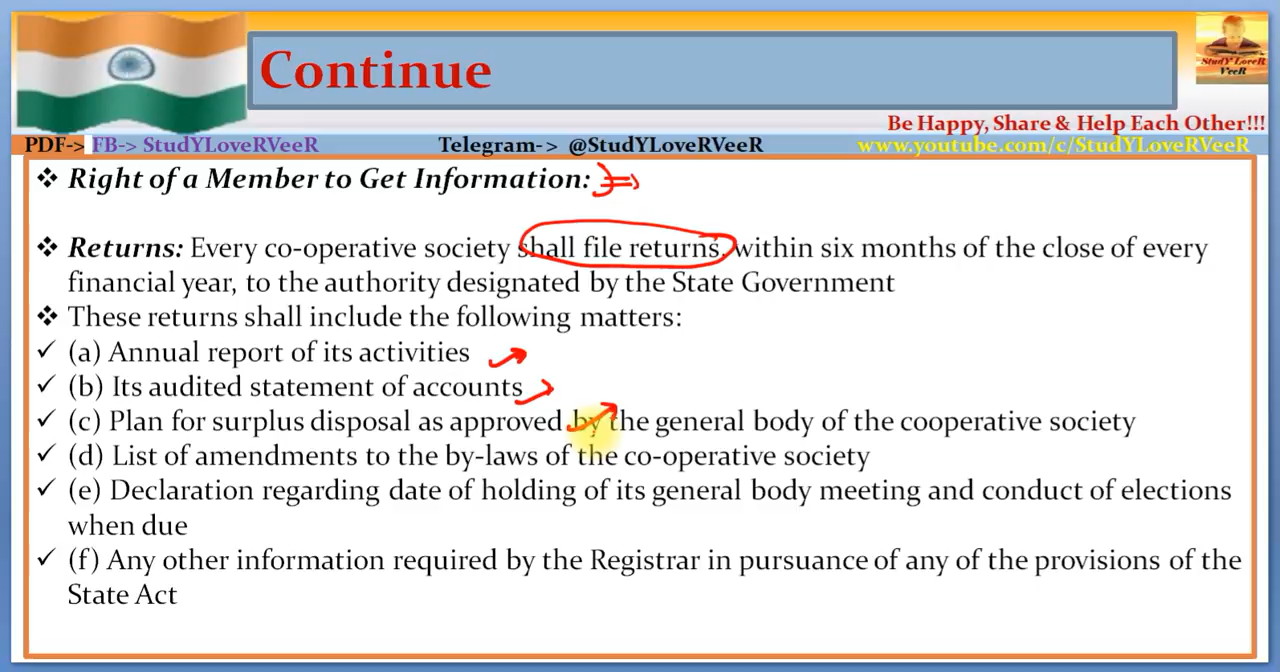 Continue
StudY LoveR
VeeR
Be Happy, Share & Help Each Other!!!
PDF-> FB-> StudYLoveRVeeR Telegram-> @StudYLoveRVeeR www.youtube.com/c/StudYLoveRVeeR
❖ Right of a Member to Get Information:
❖ Returns: Every co-operative society shall file returns, within six months of the close of every
financial year, to the authority designated by the State Government
❖ These returns shall include the following matters:
✓ (a) Annual report of its activities
✓ (b) Its audited statement of accounts
✓ (c) Plan for surplus disposal as approved by the general body of the cooperative society
✓ (d) List of amendments to the by-laws of the co-operative society
✓ (e) Declaration regarding date of holding of its general body meeting and conduct of elections
when due
✓ (f) Any other information required by the Registrar in pursuance of any of the provisions of the
State Act